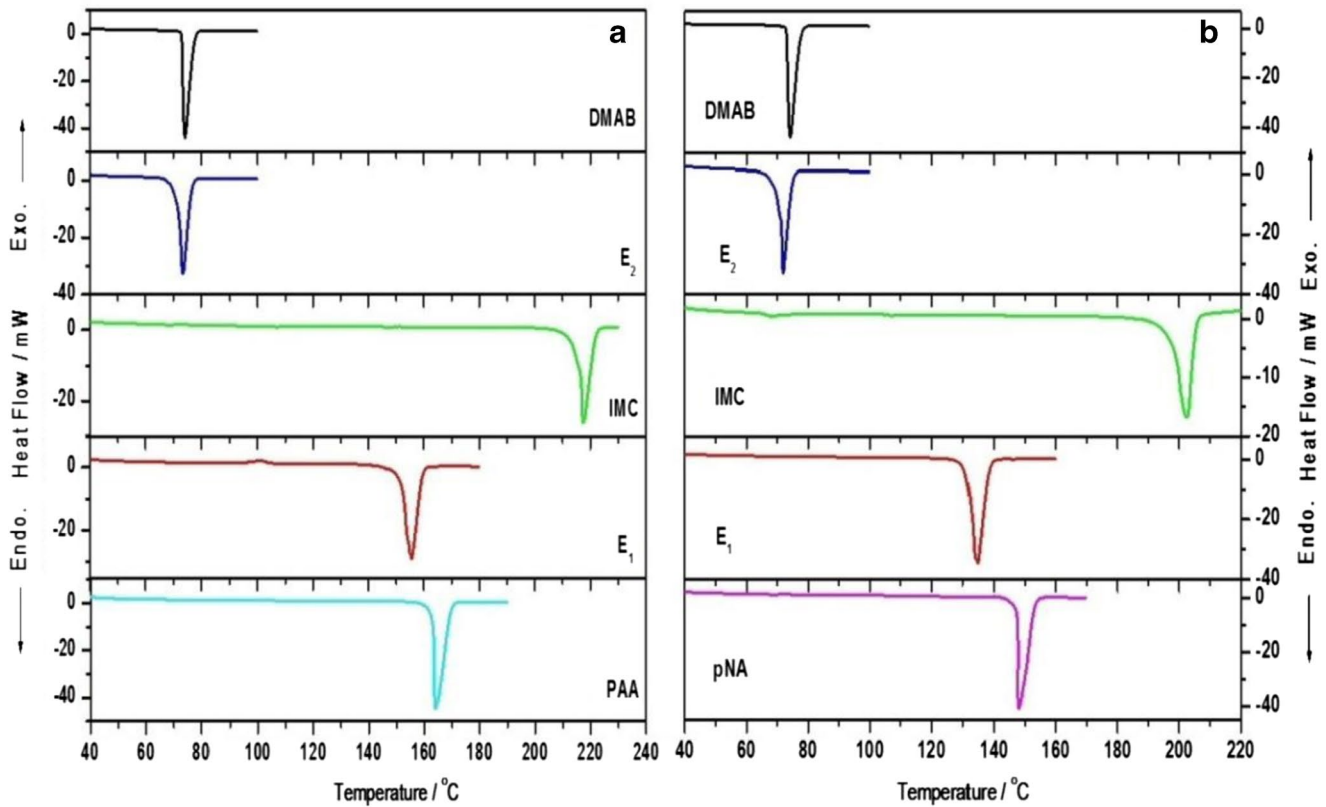 a
0
-20
-40
DMAB
0
-20
-40
E2
0
-20
IMC
0
-20
E1
0
-20
-40
PAA
40 60 80 100 120 140 160 180 200 220 240
Temperature / °C
Endo. Heat Flow / mW Exo.
b
0
-20
-40
DMAB
0
-20
-40
E2
0
-10
-20
IMC
0
-20
-40
E1
0
-20
-40
pNA
40 60 80 100 120 140 160 180 200 220
Temperature / °C
Endo. Heat Flow / mW Exo.